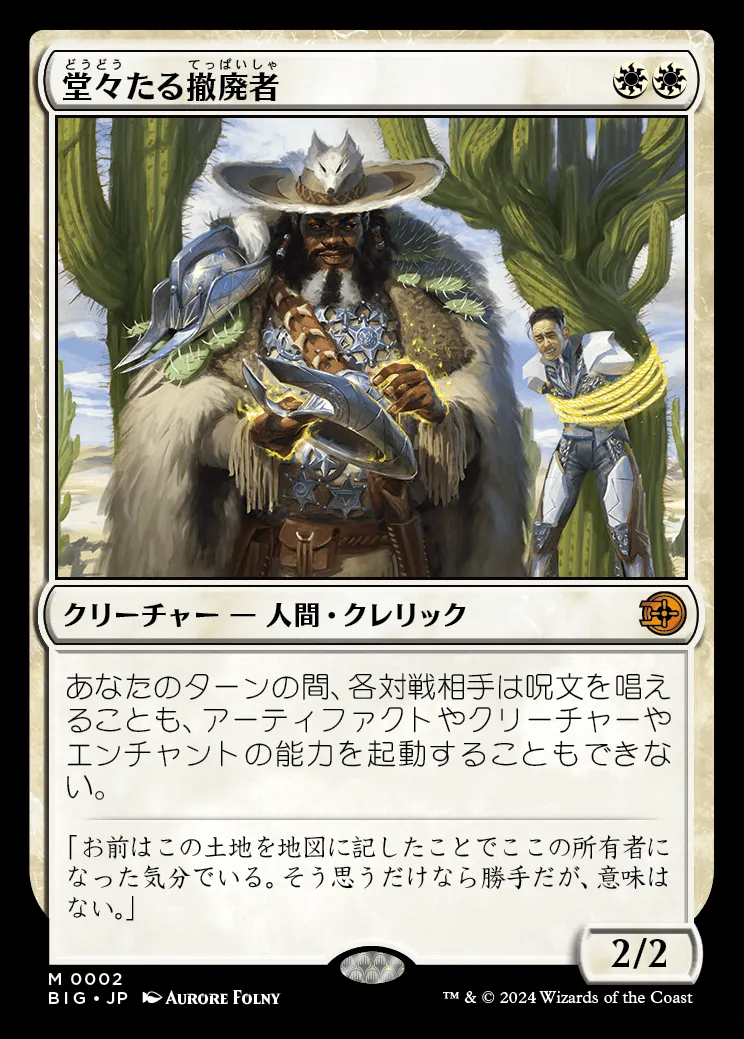 どうどう てっぱいしゃ
堂々たる撤廃者
クリーチャー — 人間・クレリック
あなたのターンの間、各対戦相手は呪文を唱え
ることも、アーティファクトやクリーチャーや
エンチャントの能力を起動することもできな
い。
「お前はこの土地を地図に記したことでここの所有者に
なった気分でいる。そう思うだけなら勝手だが、意味は
ない。」
2/2
M 0002
BIG • JP Aurore Folny
™ & © 2024 Wizards of the Coast